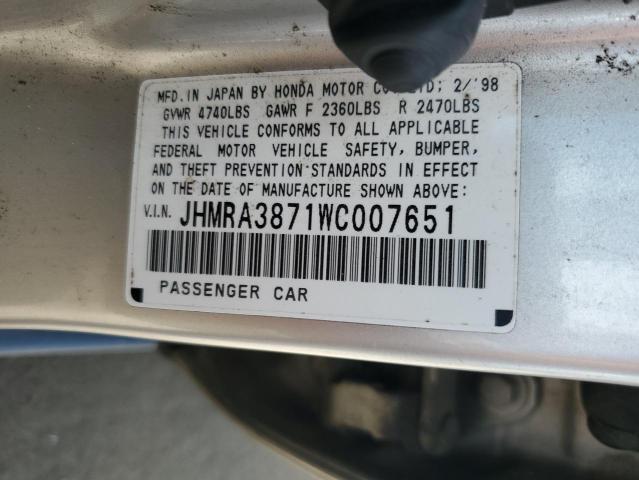 MFD.IN JAPAN BY HONDA MOTOR CO LTD; 2/'98
GVWR 4740LBS GAWR F 2360LBS R 2470LBS
THIS VEHICLE CONFORMS TO ALL APPLICABLE
FEDERAL MOTOR VEHICLE SAFETY, BUMPER,
AND THEFT PREVENTION STANDARDS IN EFFECT
ON THE DATE OF MANUFACTURE SHOWN ABOVE:
V.I.N. JHMRA3871WC007651
PASSENGER CAR